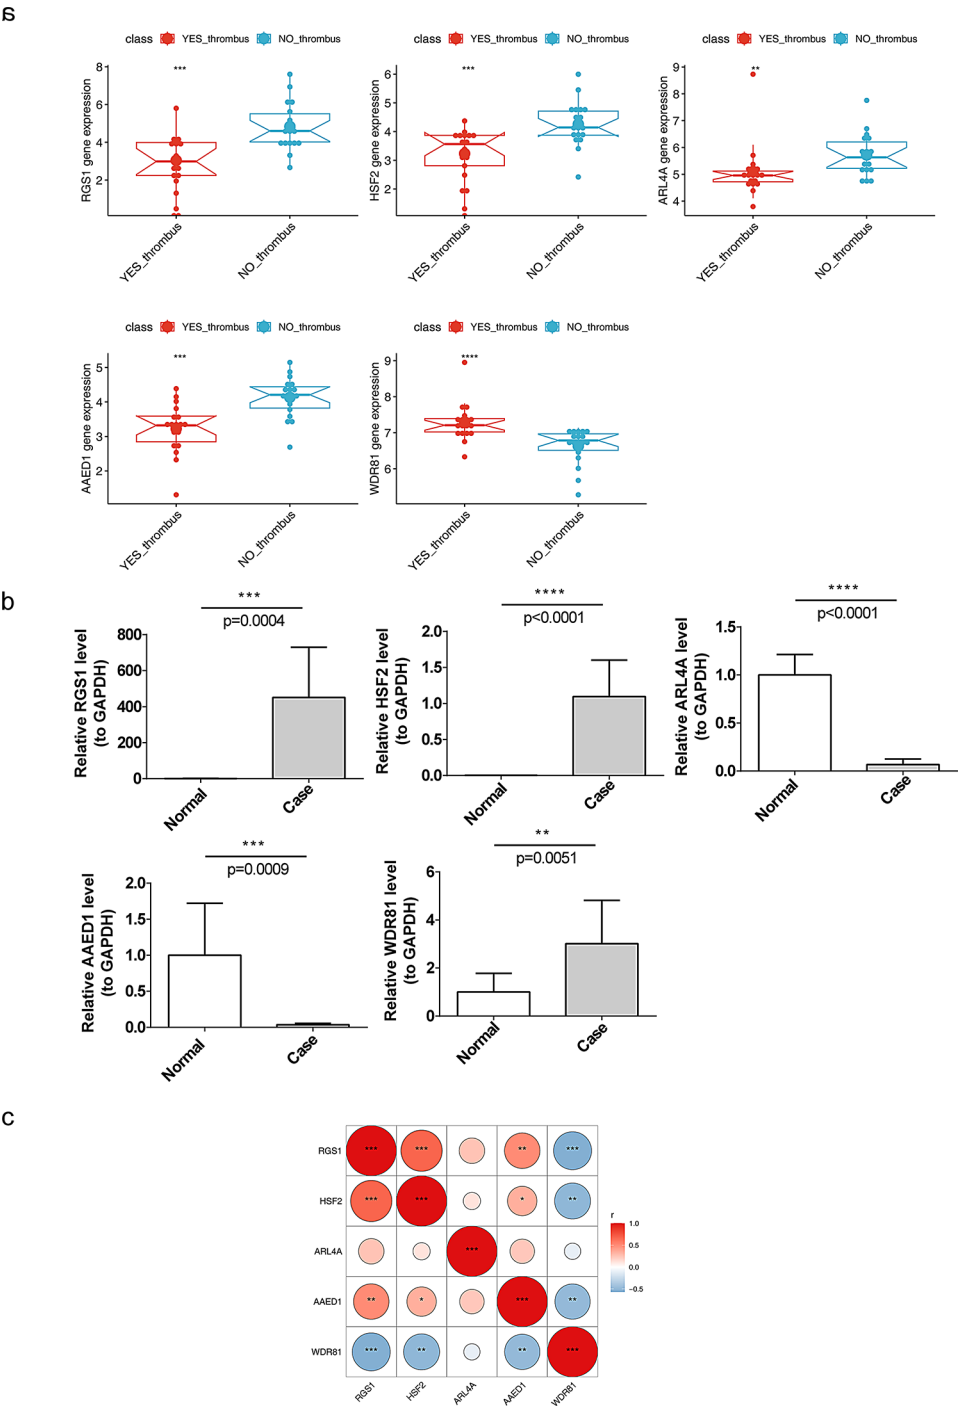 a
class YES_thrombus NO_thrombus
class YES_thrombus NO_thrombus
class YES_thrombus NO_thrombus
RGS1 gene expression
8
6
4
2
***
YES_thrombus
NO_thrombus
HSF2 gene expression
6
5
4
3
2
***
YES_thrombus
NO_thrombus
ARL4A gene expression
9
8
7
6
5
4
**
YES_thrombus
NO_thrombus
class YES_thrombus NO_thrombus
class YES_thrombus NO_thrombus
AAED1 gene expression
5
4
3
2
***
YES_thrombus
NO_thrombus
WDR81 gene expression
9
8
7
6
****
YES_thrombus
NO_thrombus
b
***
p=0.0004
Relative RGS1 level
(to GAPDH)
800
600
400
200
0
Normal
Case
****
p<0.0001
Relative HSF2 level
(to GAPDH)
2.0
1.5
1.0
0.5
0.0
Normal
Case
****
p<0.0001
Relative ARL4A level
(to GAPDH)
1.5
1.0
0.5
0.0
Normal
Case
***
p=0.0009
Relative AAED1 level
(to GAPDH)
2.0
1.5
1.0
0.5
0.0
Normal
Case
**
p=0.0051
Relative WDR81 level
(to GAPDH)
6
4
2
0
Normal
Case
c
RGS1 *** *** ** ***
HSF2 *** *** * **
ARL4A ***
AAED1 ** * *** **
WDR81 *** ** ** ***
RGS1 HSF2 ARL4A AAED1 WDR81
r
1.0
0.5
0.0
−0.5